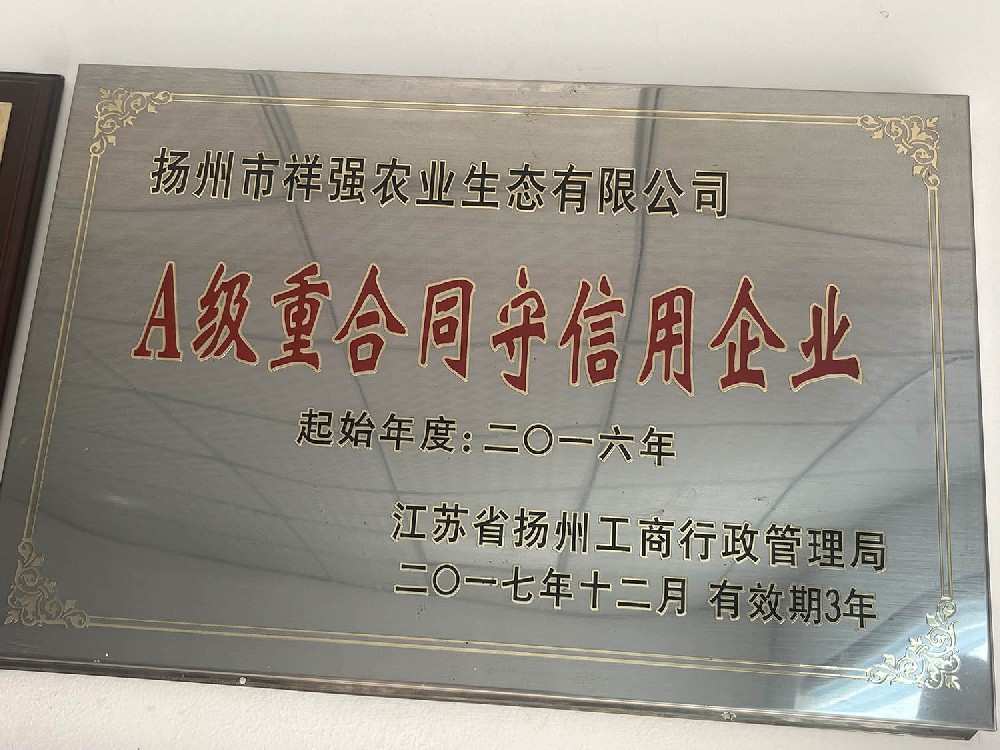 扬州市祥强农业生态有限公司
A级重合同守信用企业
起始年度:二〇一六年
江苏省扬州工商行政管理局
二〇一七年十二月 有效期3年